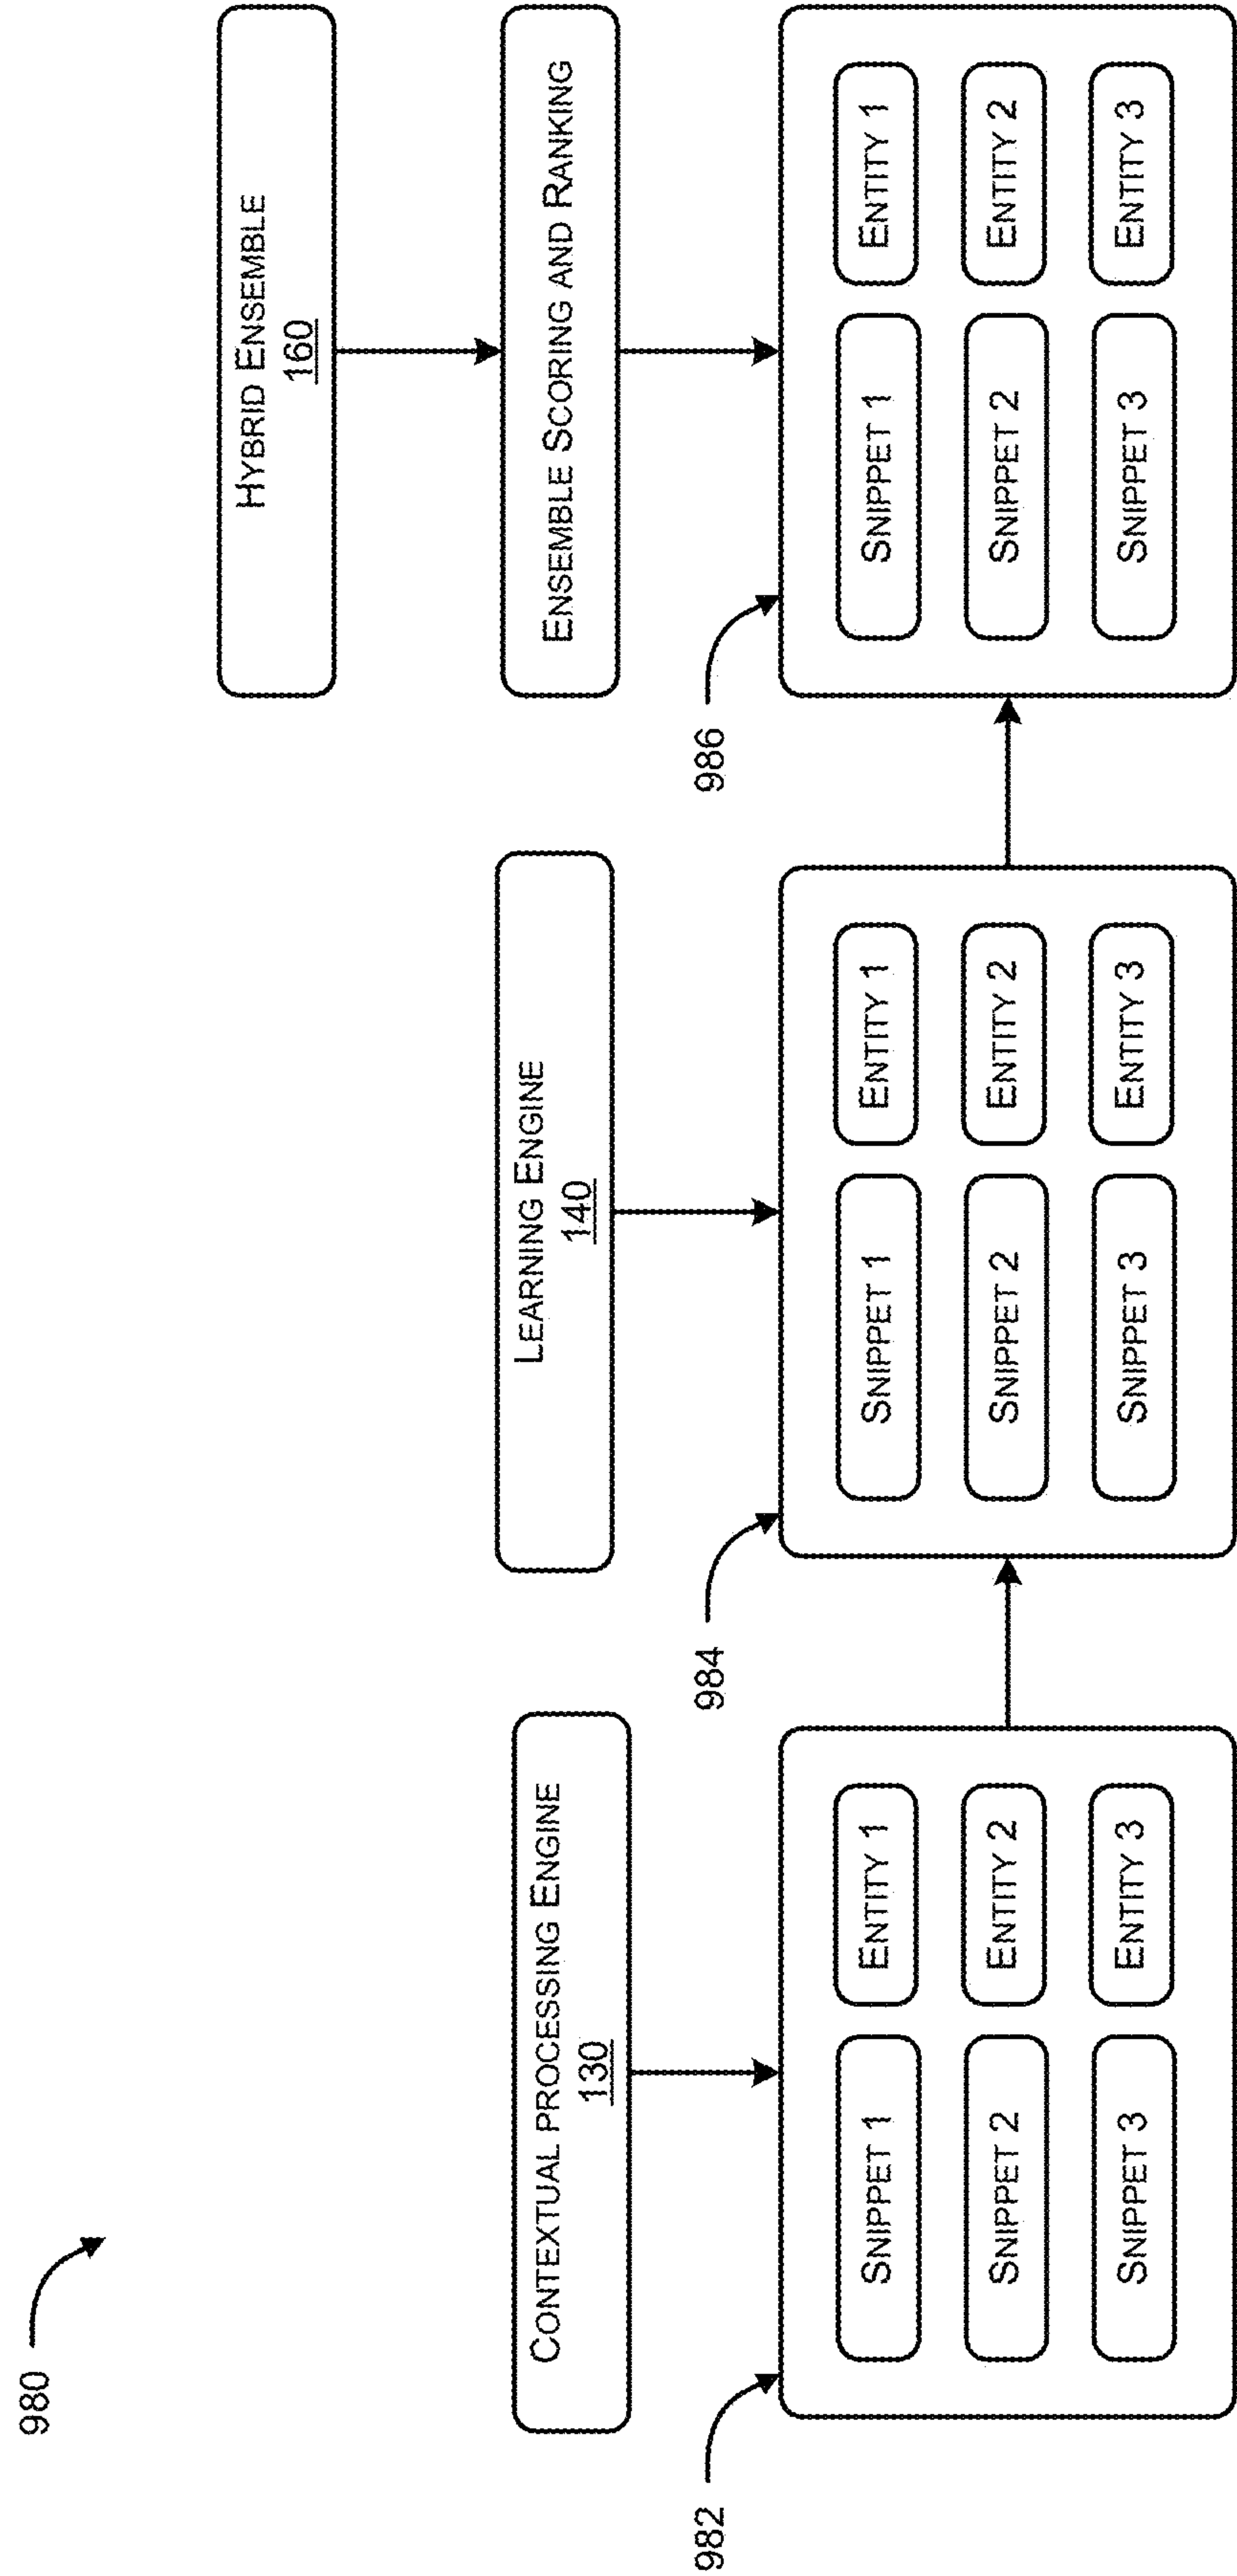 980
HYBRID ENSEMBLE
160
CONTEXTUAL PROCESSING ENGINE
130
LEARNING ENGINE
140
ENSEMBLE SCORING AND RANKING
982
984
986
SNIPPET 1
ENTITY 1
SNIPPET 2
ENTITY 2
SNIPPET 3
ENTITY 3
SNIPPET 1
ENTITY 1
SNIPPET 2
ENTITY 2
SNIPPET 3
ENTITY 3
SNIPPET 1
ENTITY 1
SNIPPET 2
ENTITY 2
SNIPPET 3
ENTITY 3